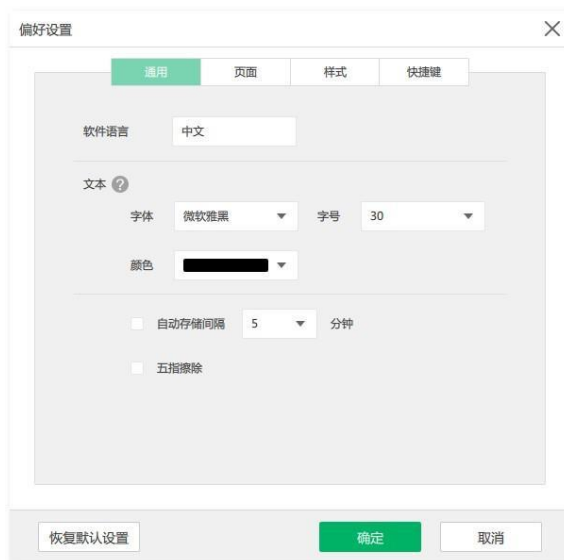 偏好设置
通用 页面 样式 快捷键
软件语言 中文
文本 ?
字体 微软雅黑 字号 30
颜色
自动存储间隔 5 分钟
五指擦除
恢复默认设置 确定 取消